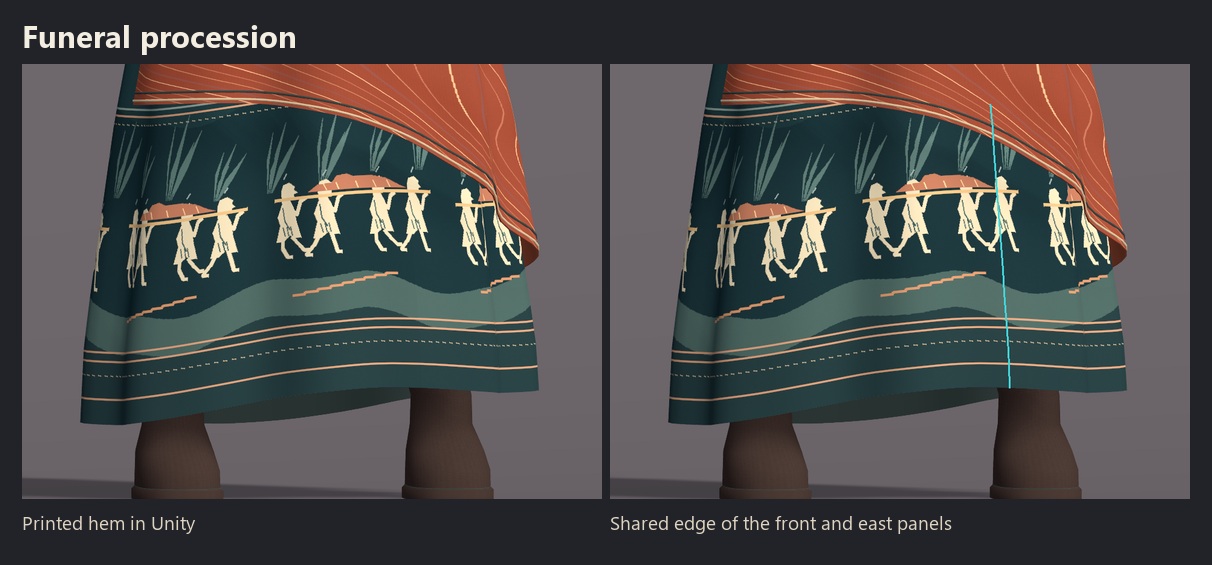 Funeral procession
Printed hem in Unity
Shared edge of the front and east panels